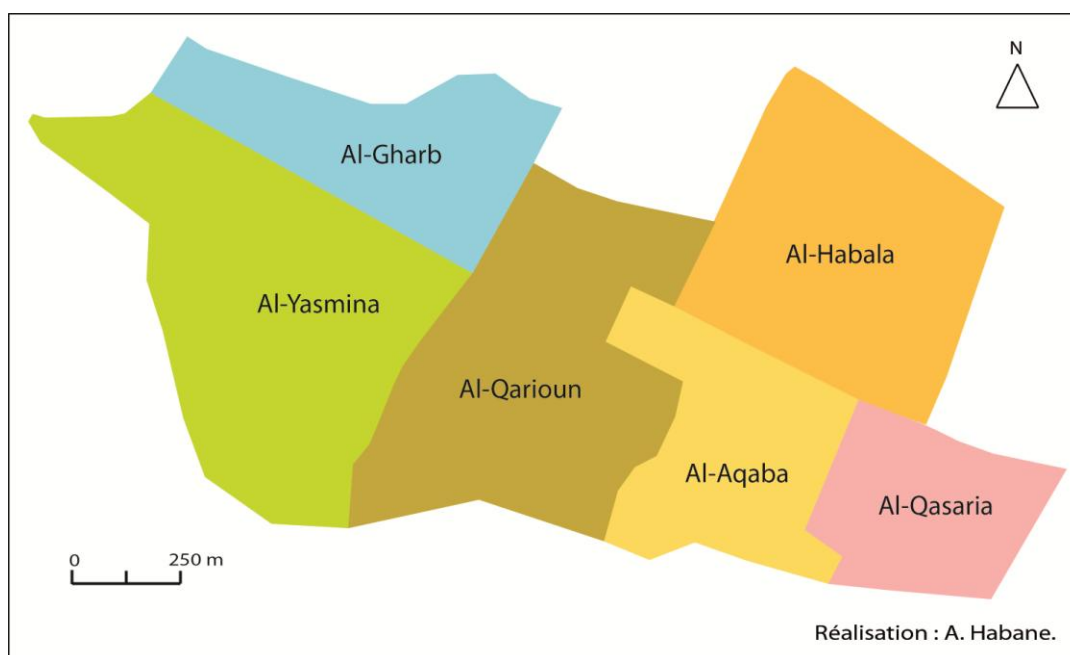 N
Al-Gharb
Al-Habala
Al-Yasmina
Al-Qarioun
Al-Aqaba
Al-Qasaria
0 250 m
Réalisation : A. Habane.